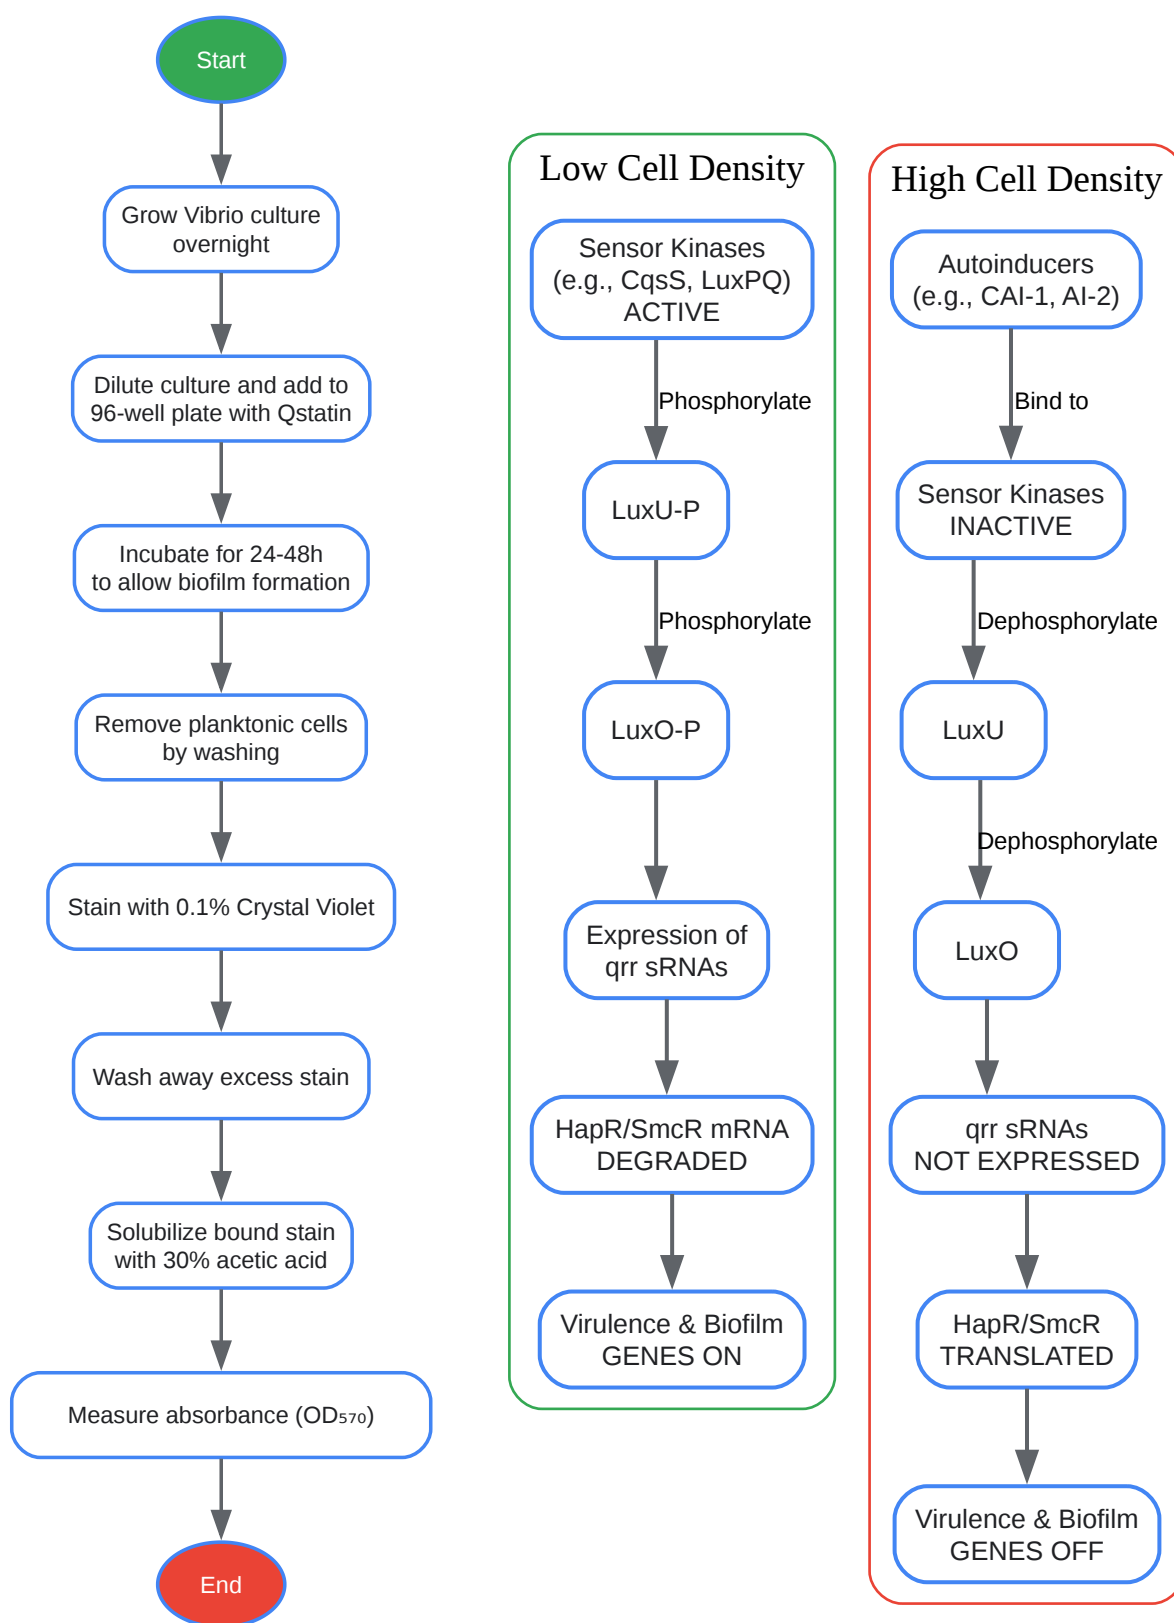 Start
Grow Vibrio culture
overnight
Dilute culture and add to
96-well plate with Qstatin
Incubate for 24-48h
to allow biofilm formation
Remove planktonic cells
by washing
Stain with 0.1% Crystal Violet
Wash away excess stain
Solubilize bound stain
with 30% acetic acid
Measure absorbance (OD₅₇₀)
End
Low Cell Density
Sensor Kinases
(e.g., CqsS, LuxPQ)
ACTIVE
Phosphorylate
LuxU-P
Phosphorylate
LuxO-P
Expression of
qrr sRNAs
HapR/SmcR mRNA
DEGRADED
Virulence & Biofilm
GENES ON
High Cell Density
Autoinducers
(e.g., CAI-1, AI-2)
Bind to
Sensor Kinases
INACTIVE
Dephosphorylate
LuxU
Dephosphorylate
LuxO
qrr sRNAs
NOT EXPRESSED
HapR/SmcR
TRANSLATED
Virulence & Biofilm
GENES OFF